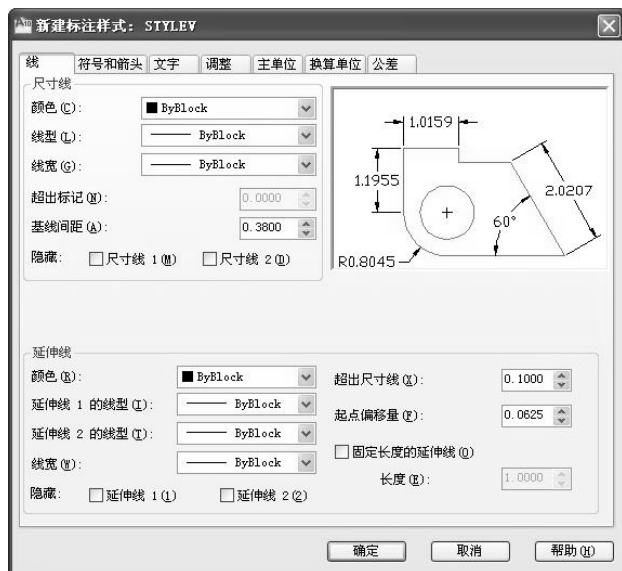 新建标注样式: STYLEV
线 符号和箭头 文字 调整 主单位 换算单位 公差
尺寸线
颜色(C): ByBlock
线型(L): ByBlock
线宽(G): ByBlock
超出标记(N): 0.0000
基线间距(A): 0.3800
隐藏: 尺寸线 1(M) 尺寸线 2(D)
1.0159
1.1955
2.0207
60°
R0.8045
延伸线
颜色(R): ByBlock
延伸线 1 的线型(I): ByBlock
延伸线 2 的线型(T): ByBlock
线宽(W): ByBlock
隐藏: 延伸线 1(1) 延伸线 2(2)
超出尺寸线(X): 0.1000
起点偏移量(F): 0.0625
固定长度的延伸线(O)
长度(E): 1.0000
确定 取消 帮助(H)